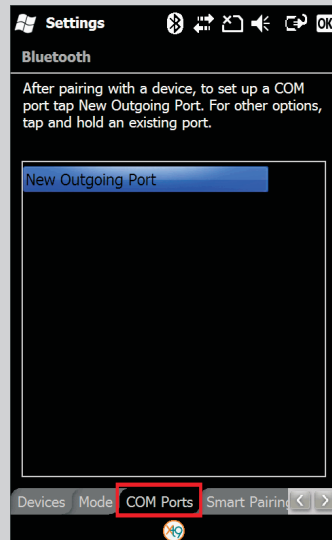 Settings
OK
Bluetooth
After pairing with a device, to set up a COM
port tap New Outgoing Port. For other options,
tap and hold an existing port.
New Outgoing Port
Devices Mode COM Ports Smart Pairing